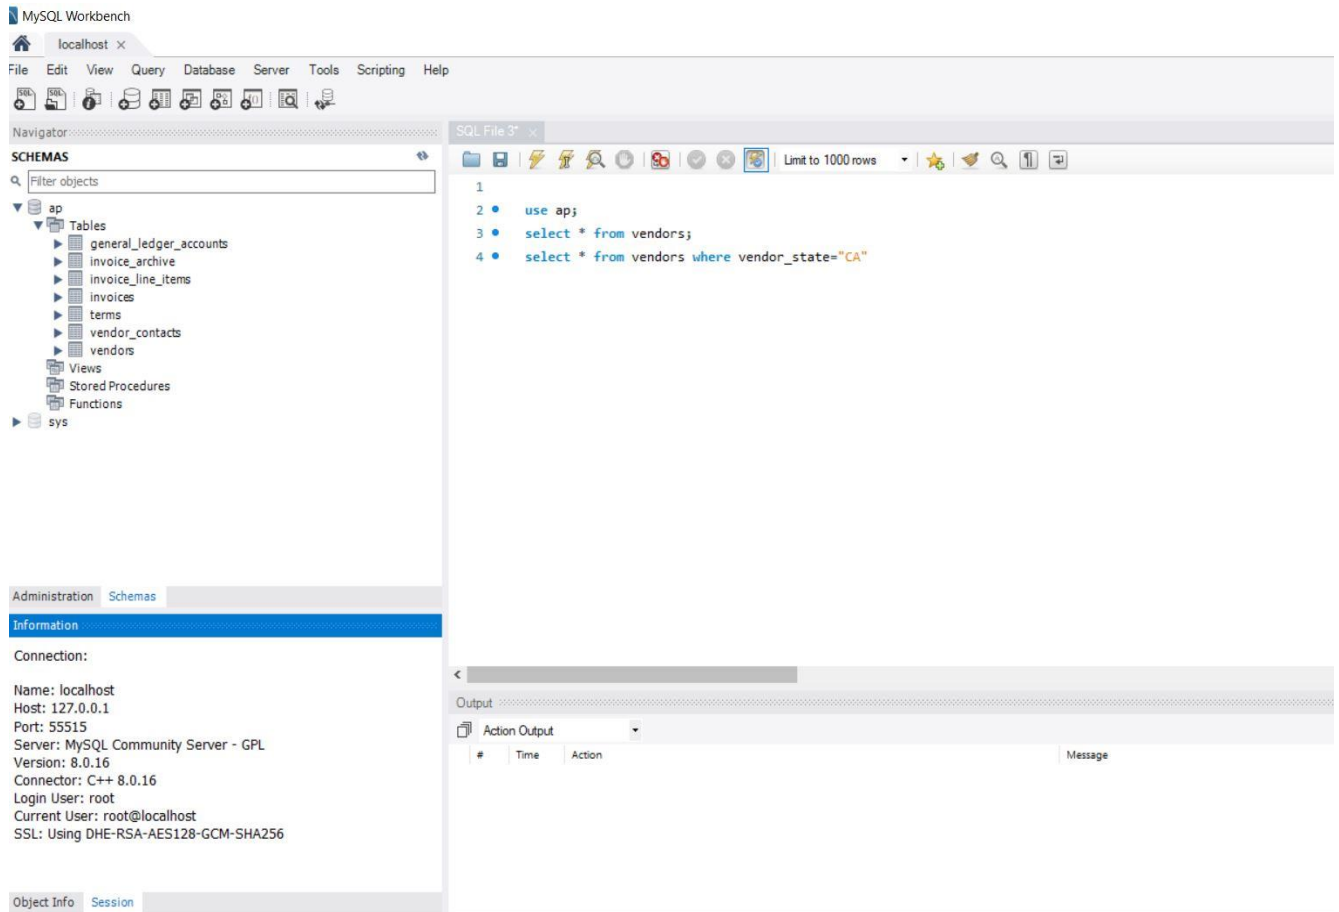 MySQL Workbench
localhost ×
File Edit View Query Database Server Tools Scripting Help
Navigator
SCHEMAS
Filter objects
ap
Tables
general_ledger_accounts
invoice_archive
invoice_line_items
invoices
terms
vendor_contacts
vendors
Views
Stored Procedures
Functions
sys
Administration Schemas
Information
Connection:
Name: localhost
Host: 127.0.0.1
Port: 55515
Server: MySQL Community Server - GPL
Version: 8.0.16
Connector: C++ 8.0.16
Login User: root
Current User: root@localhost
SSL: Using DHE-RSA-AES128-GCM-SHA256
Object Info Session
SQL File 3* ×
Limit to 1000 rows
1
2 use ap;
3 select * from vendors;
4 select * from vendors where vendor_state="CA"
Output
Action Output
# Time Action Message